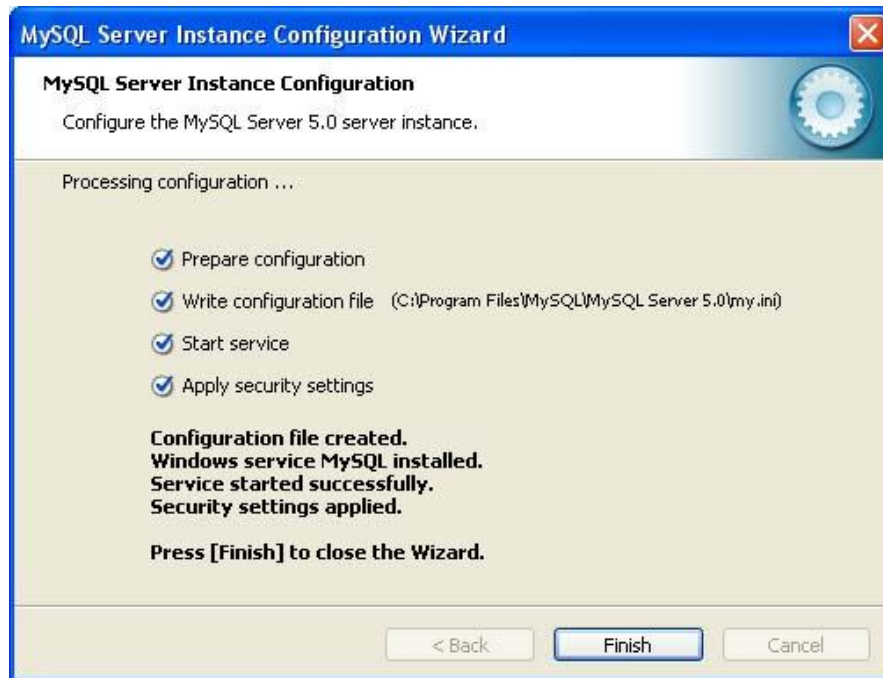 MySQL Server Instance Configuration Wizard
MySQL Server Instance Configuration
Configure the MySQL Server 5.0 server instance.
Processing configuration ...
Prepare configuration
Write configuration file (C:\Program Files\MySQL\MySQL Server 5.0\my.ini)
Start service
Apply security settings
Configuration file created.
Windows service MySQL installed.
Service started successfully.
Security settings applied.
Press [Finish] to close the Wizard.
< Back Finish Cancel